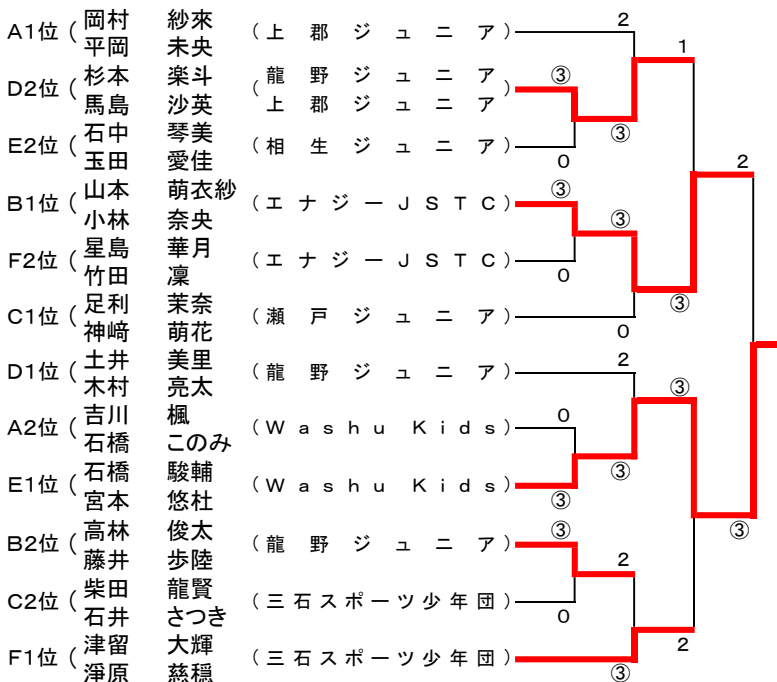 岡村 紗來
A1位 ( (上郡ジュニア) 2
平岡 未央 1
杉本 楽斗 龍野ジュニア ③
D2位 ( (
馬島 沙英 上郡ジュニア
石中 琴美 ③
E2位 ( (相生ジュニア)
玉田 愛佳 0 2
山本 萌衣紗 ③
B1位 ( (エナジーJSTC)
小林 奈央 ③
星島 華月
F2位 ( (エナジーJSTC)
竹田 凜 0
足利 茉奈 ③
C1位 ( (瀬戸ジュニア)
神﨑 萌花 0
土井 美里 2
D1位 ( (龍野ジュニア)
木村 亮太 ③
吉川 楓 0
A2位 ( (Washu Kids)
石橋 このみ
石橋 駿輔 ③
E1位 ( (Washu Kids)
宮本 悠杜 ③
高林 俊太 ③ ③
B2位 ( (龍野ジュニア)
藤井 歩陸 2
柴田 龍賢
C2位 ( (三石スポーツ少年団)
石井 さつき 0
津留 大輝 2
F1位 ( (三石スポーツ少年団)
淨原 慈穏 ③